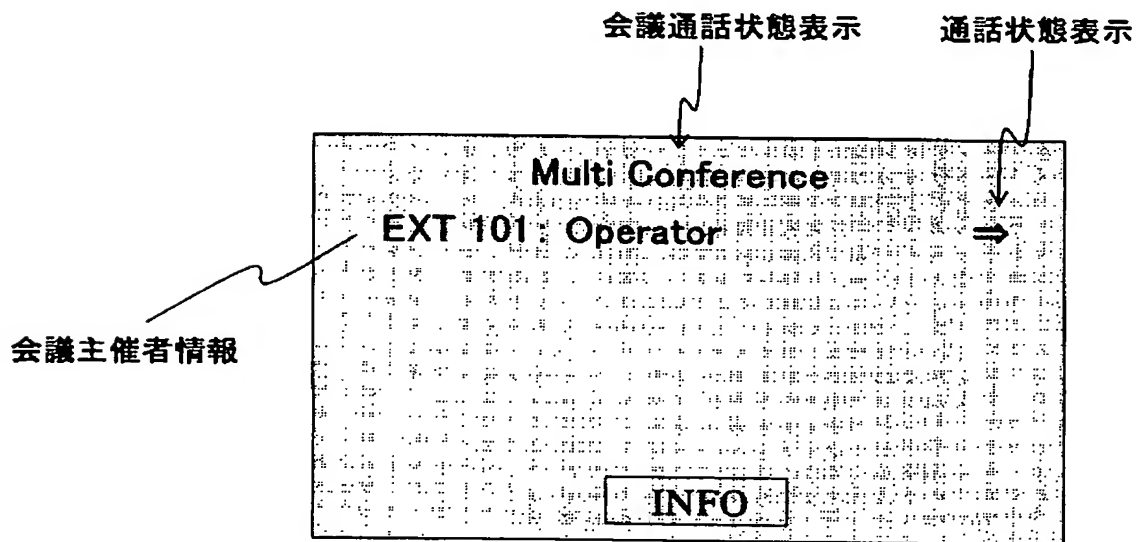 会議通話状態表示
通話状態表示
Multi Conference
EXT 101: Operator ⇒
会議主催者情報
INFO